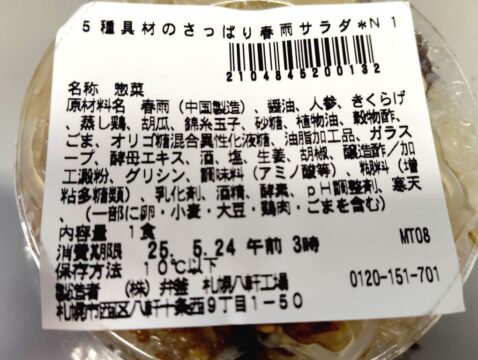 5種具材のさっぱり春雨サラダ*N1
2104845200132
名称 惣菜
原材料名 春雨(中国製造)、醤油、人参、きくらげ
、蒸し鶏、胡瓜、錦糸玉子、砂糖、植物油、穀物酢、
ごま、オリゴ糖混合異性化液糖、油脂加工品、ガラス
ープ、酵母エキス、酒、塩、生姜、胡椒、醸造酢/加
工澱粉、グリシン、調味料(アミノ酸等)、粘料(増
粘多糖類)、乳化剤、酒精、酵素、pH調整剤、寒天
、(一部に卵・小麦・大豆・鶏肉・ごまを含む)
内容量 1食
消費期限 25. 5.24 午前 3時 MT08
保存方法 10℃以下
製造者 (株)弁釜 札幌八軒工場 0120-151-701
札幌市西区八軒十条西9丁目1-50